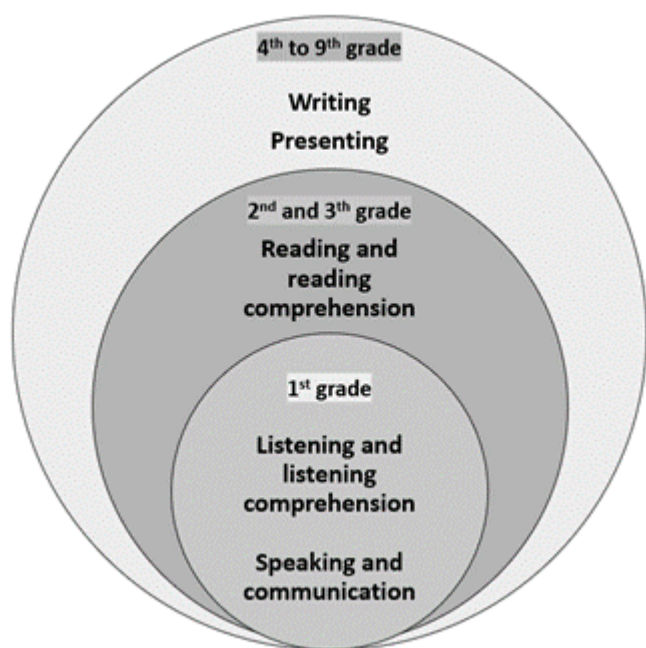 4th to 9th grade
Writing
Presenting
2nd and 3th grade
Reading and
reading
comprehension
1st grade
Listening and
listening
comprehension
Speaking and
communication